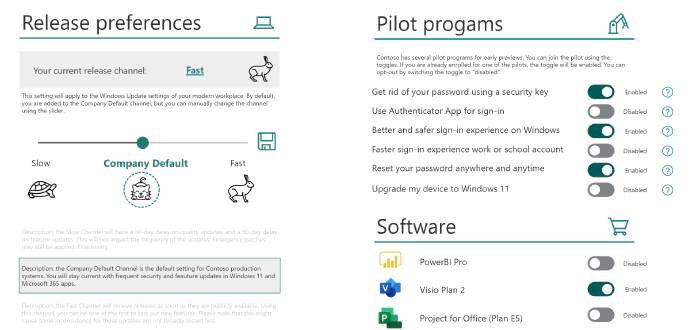 Release preferences
Your current release channel: Fast
This setting will apply to the Windows Update settings of your modern workplace. By default,
you are added to the Company Default channel, but you can manually change the channel
using the slider.
Slow
Company Default
Fast
Description: the Slow Channel will have a 30-day delay on quality updates, and a 90-day delay
on feature updates. This will not impact the frequency of the updates. Emergency patches
may still be applied if necessary.
Description: the Company Default Channel is the default setting for Contoso production
systems. You will stay current with frequent security and feauture updates in Windows 11 and
Microsoft 365 apps.
Description: the Fast Channel will receive releases as soon as they are publicly available. Using
this channel, you can be one of the first to test out new features. Please note that this might
cause some inconsistency for these updates are not broadly tested first.
Pilot progams
Contoso has several pilot programs for early previews. You can join the pilot using the
toggles. If you are already enrolled for one of the pilots, the toggle will be enabled. You can
opt-out by switching the toggle to "disabled".
Get rid of your password using a security key Enabled ?
Use Authenticator App for sign-in Disabled ?
Better and safer sign-in experience on Windows Enabled ?
Faster sign-in experience work or school account Disabled ?
Reset your password anywhere and anytime Enabled ?
Upgrade my device to Windows 11 Disabled ?
Software
PowerBI Pro Disabled
Visio Plan 2 Enabled
Project for Office (Plan E5) Disabled